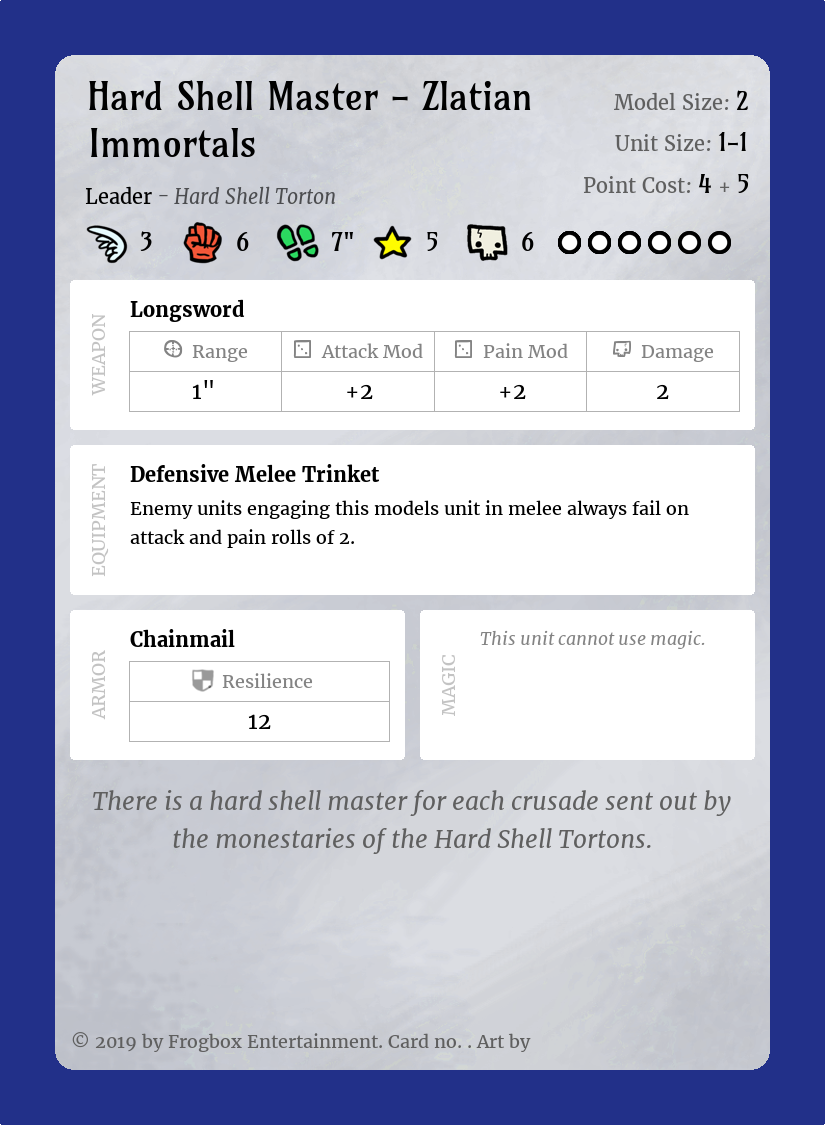 Hard Shell Master – Zlatian
Immortals
Model Size: 2
Unit Size: 1-1
Point Cost: 4 + 5
Leader - Hard Shell Torton
3 6 7" 5 6
WEAPON
Longsword
Range Attack Mod Pain Mod Damage
1" +2 +2 2
EQUIPMENT
Defensive Melee Trinket
Enemy units engaging this models unit in melee always fail on
attack and pain rolls of 2.
ARMOR
Chainmail
Resilience
12
MAGIC
This unit cannot use magic.
There is a hard shell master for each crusade sent out by
the monestaries of the Hard Shell Tortons.
© 2019 by Frogbox Entertainment. Card no. . Art by